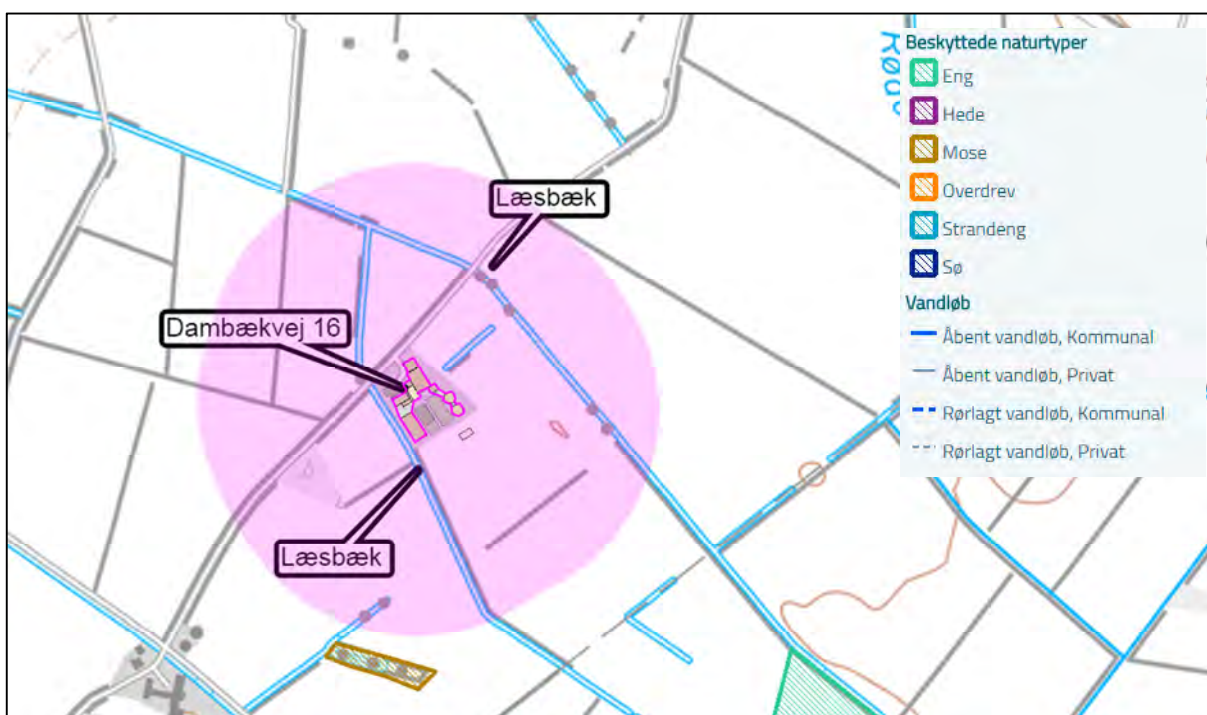 Læsbæk
Dambækvej 16
Læsbæk
Beskyttede naturtyper
Eng
Hede
Mose
Overdrev
Strandeng
Sø
Vandløb
Åbent vandløb, Kommunal
Åbent vandløb, Privat
Rørlagt vandløb, Kommunal
Rørlagt vandløb, Privat